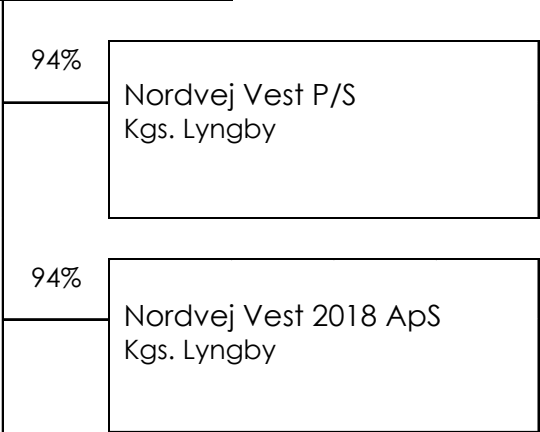 94%
Nordvej Vest P/S
Kgs. Lyngby
94%
Nordvej Vest 2018 ApS
Kgs. Lyngby